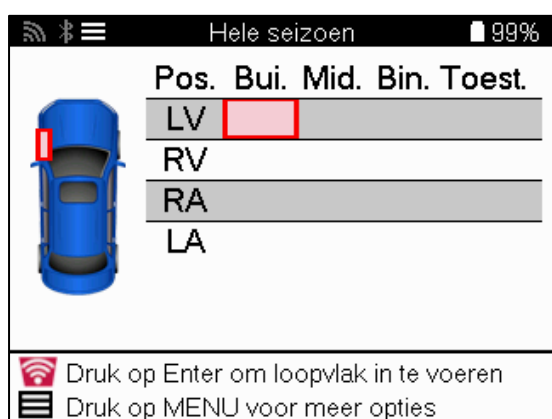 Hele seizoen 99%
Pos. Bui. Mid. Bin. Toest.
LV
RV
RA
LA
Druk op Enter om loopvlak in te voeren
Druk op MENU voor meer opties